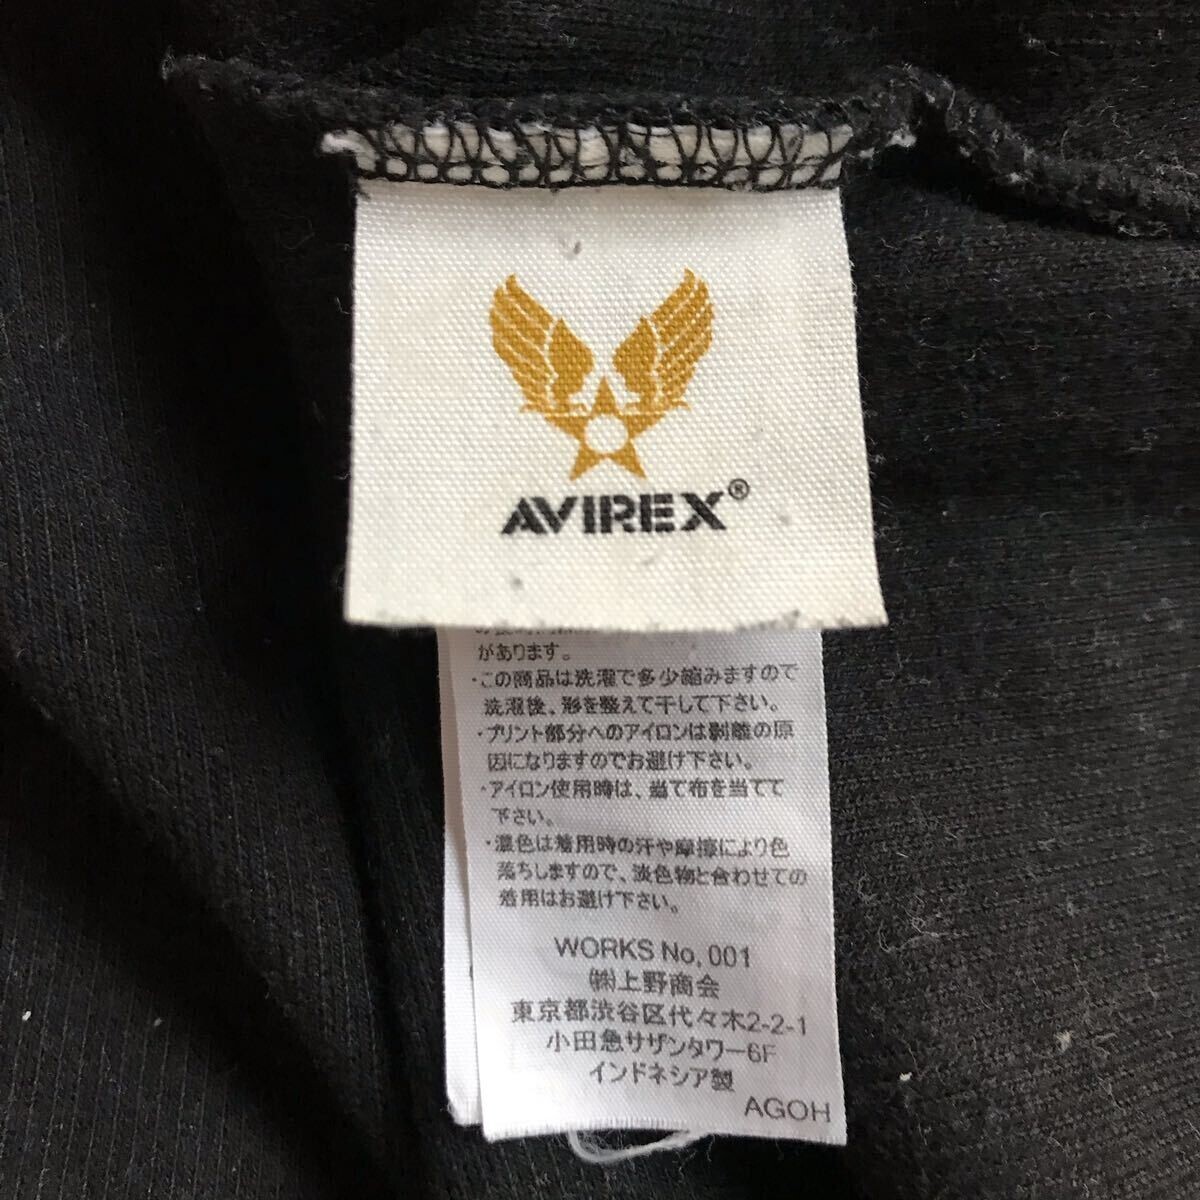 AVIREX®
があります。
・この商品は洗濯で多少縮みますので
洗濯後、形を整えて干して下さい。
・プリント部分へのアイロンは剥離の原
因になりますのでお避け下さい。
・アイロン使用時は、当て布を当てて
下さい。
・濃色は着用時の汗や摩擦により色
落ちしますので、淡色物と合わせての
着用はお避け下さい。
WORKS No, 001
㈱上野商会
東京都渋谷区代々木2-2-1
小田急サザンタワー6F
インドネシア製
AGOH